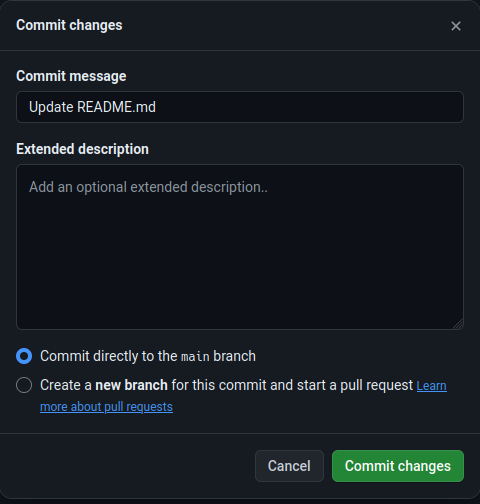 Commit changes
Commit message
Update README.md
Extended description
Add an optional extended description..
Commit directly to the main branch
Create a new branch for this commit and start a pull request Learn
more about pull requests
Cancel
Commit changes